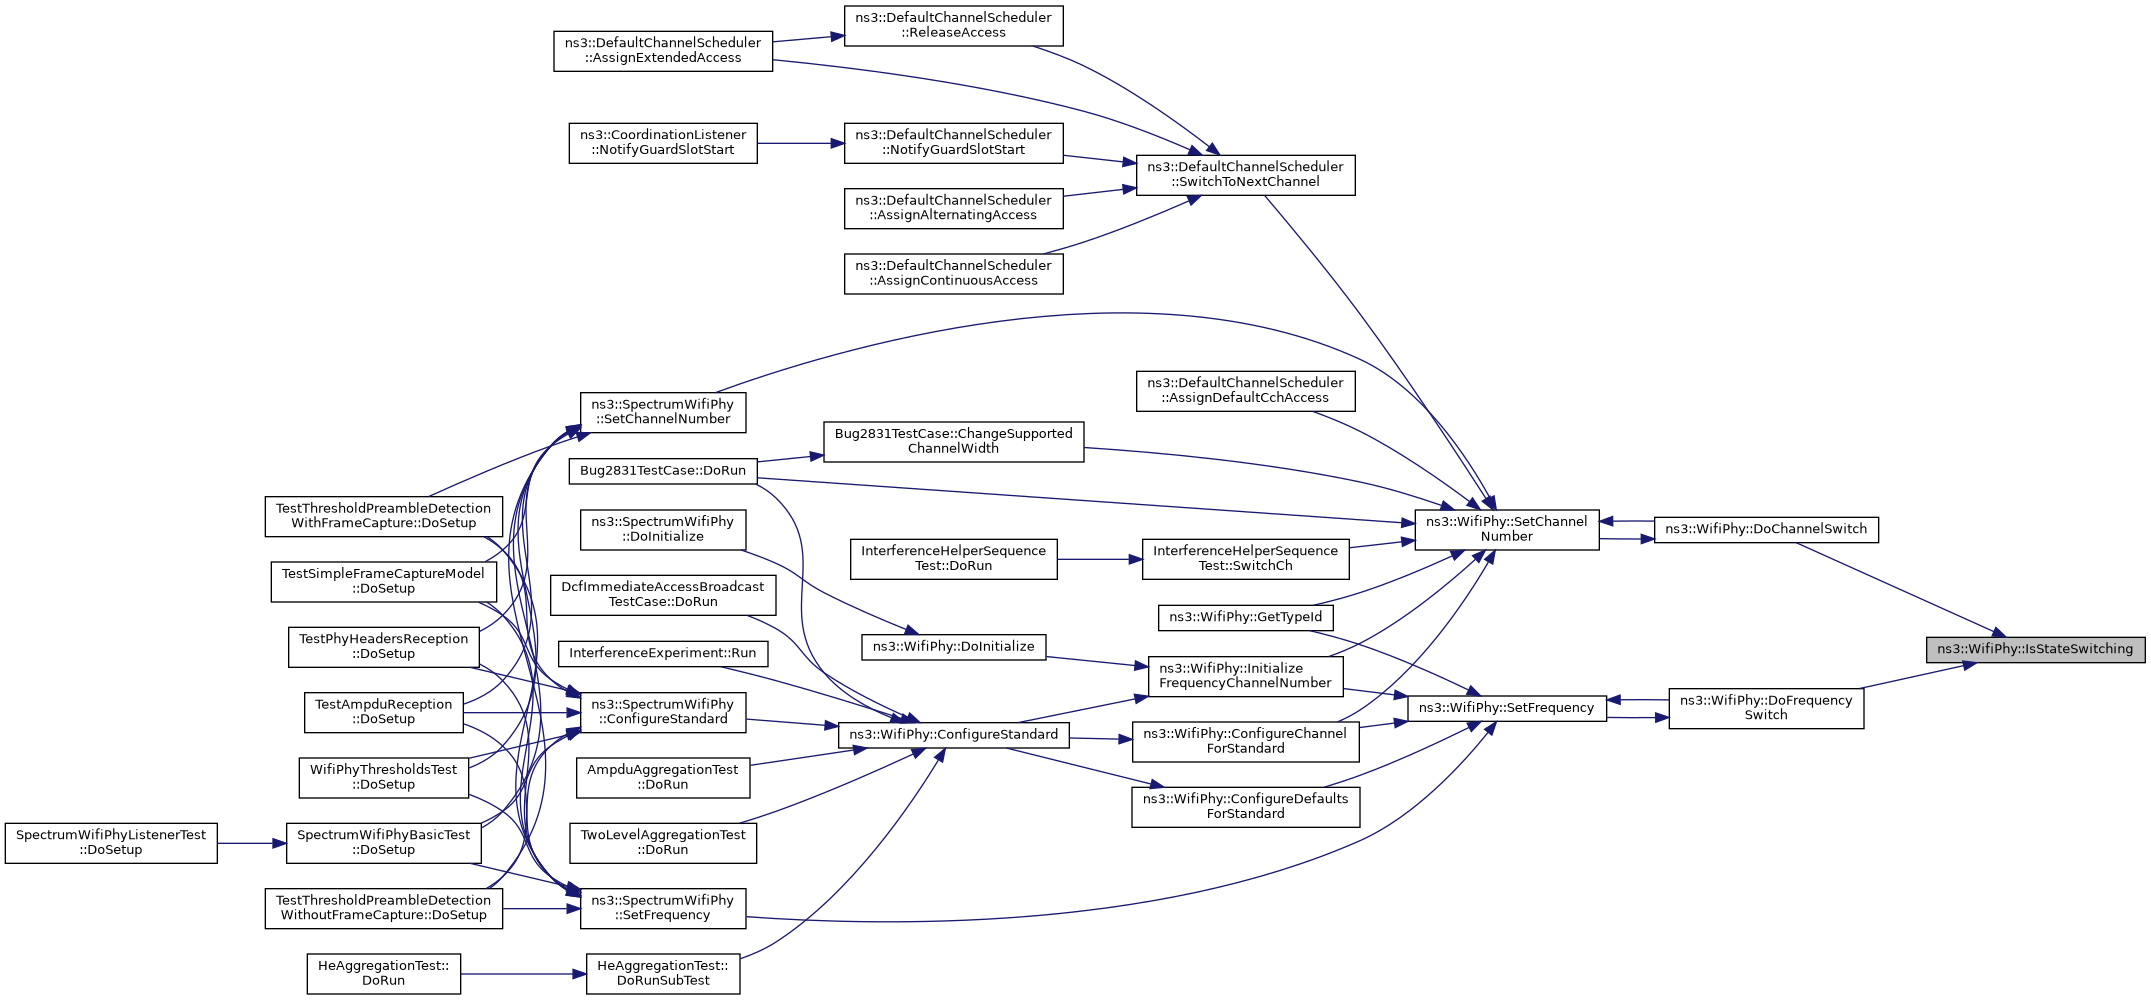 ns3::DefaultChannelScheduler
::ReleaseAccess
ns3::DefaultChannelScheduler
::AssignExtendedAccess
ns3::CoordinationListener
::NotifyGuardSlotStart
ns3::DefaultChannelScheduler
::NotifyGuardSlotStart
ns3::DefaultChannelScheduler
::SwitchToNextChannel
ns3::DefaultChannelScheduler
::AssignAlternatingAccess
ns3::DefaultChannelScheduler
::AssignContinuousAccess
ns3::DefaultChannelScheduler
::AssignDefaultCchAccess
ns3::SpectrumWifiPhy
::SetChannelNumber
Bug2831TestCase::ChangeSupported
ChannelWidth
Bug2831TestCase::DoRun
TestThresholdPreambleDetection
WithFrameCapture::DoSetup
ns3::SpectrumWifiPhy
::DoInitialize
ns3::WifiPhy::SetChannel
Number
ns3::WifiPhy::DoChannelSwitch
InterferenceHelperSequence
Test::DoRun
InterferenceHelperSequence
Test::SwitchCh
TestSimpleFrameCaptureModel
::DoSetup
DcfImmediateAccessBroadcast
TestCase::DoRun
ns3::WifiPhy::GetTypeId
TestPhyHeadersReception
::DoSetup
InterferenceExperiment::Run
ns3::WifiPhy::DoInitialize
ns3::WifiPhy::IsStateSwitching
ns3::WifiPhy::Initialize
FrequencyChannelNumber
TestAmpduReception
::DoSetup
ns3::SpectrumWifiPhy
::ConfigureStandard
ns3::WifiPhy::SetFrequency
ns3::WifiPhy::DoFrequency
Switch
ns3::WifiPhy::ConfigureStandard
ns3::WifiPhy::ConfigureChannel
ForStandard
WifiPhyThresholdsTest
::DoSetup
AmpduAggregationTest
::DoRun
ns3::WifiPhy::ConfigureDefaults
ForStandard
SpectrumWifiPhyListenerTest
::DoSetup
SpectrumWifiPhyBasicTest
::DoSetup
TwoLevelAggregationTest
::DoRun
TestThresholdPreambleDetection
WithoutFrameCapture::DoSetup
ns3::SpectrumWifiPhy
::SetFrequency
HeAggregationTest::
DoRun
HeAggregationTest::
DoRunSubTest